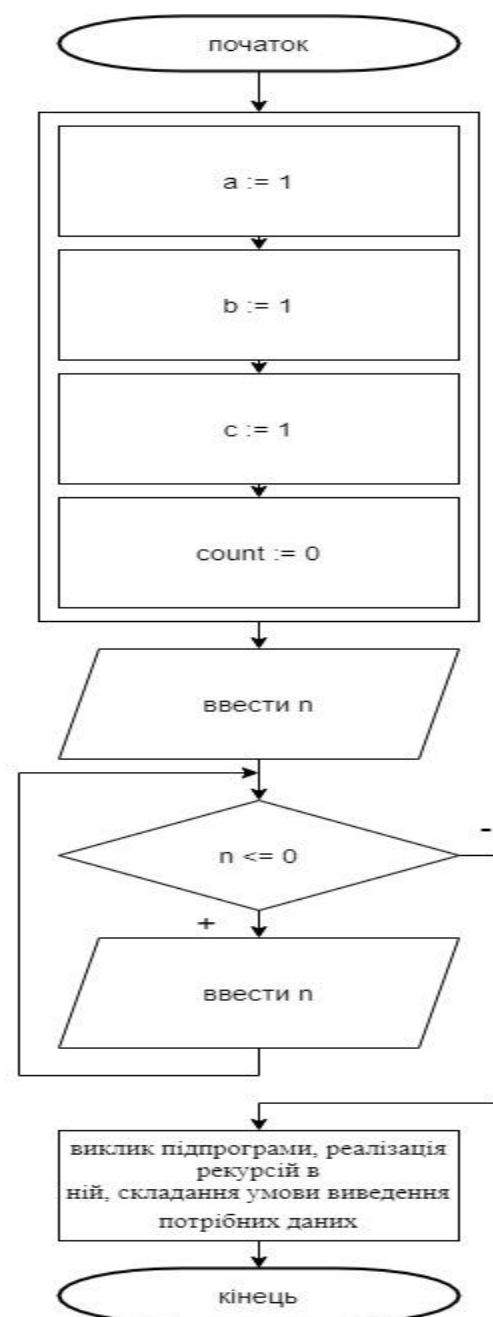 початок
a := 1
b := 1
c := 1
count := 0
ввести n
n <= 0
-
+
ввести n
виклик підпрограми, реалізація
рекурсій в
ній, складання умови виведення
потрібних даних
кінець